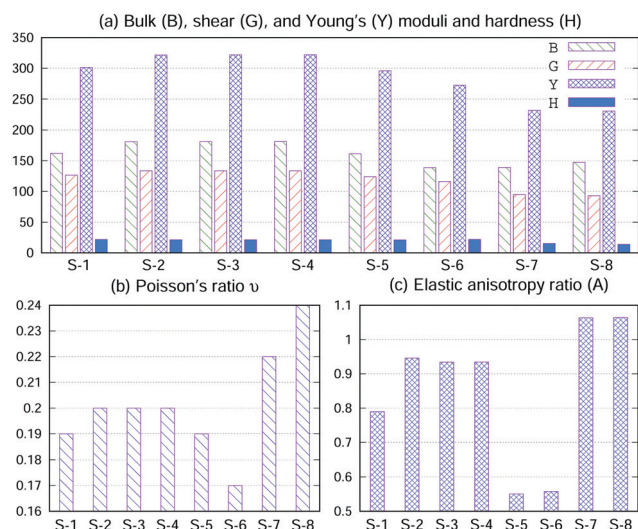 (a) Bulk (B), shear (G), and Young's (Y) moduli and hardness (H)
350
300
250
200
150
100
50
0
B
G
Y
H
S-1 S-2 S-3 S-4 S-5 S-6 S-7 S-8
(b) Poisson's ratio υ
0.24
0.22
0.24
0.22
0.2
0.19
0.19
0.17
0.16
S-1 S-2 S-3 S-4 S-5 S-6 S-7 S-8
(c) Elastic anisotropy ratio (A)
1.1
1
0.9
0.8
0.7
0.6
0.5
S-1 S-2 S-3 S-4 S-5 S-6 S-7 S-8